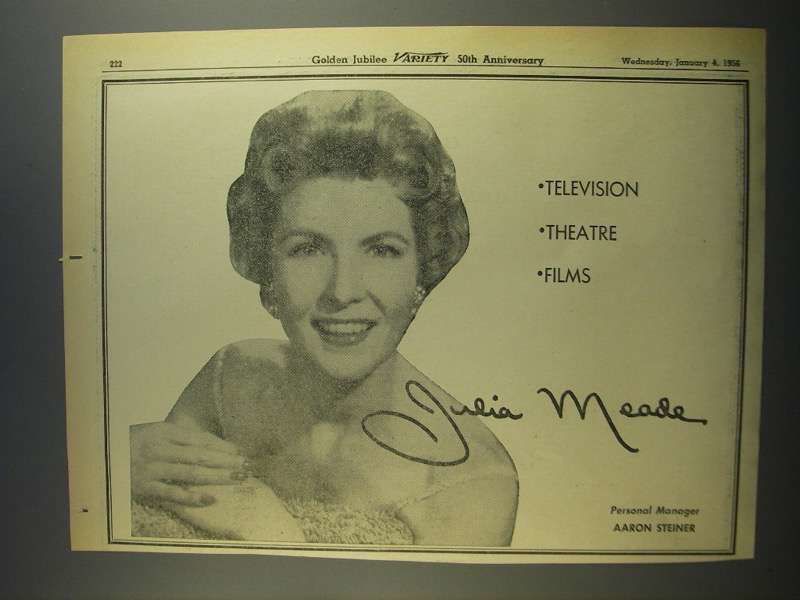 222 Golden Jubilee VARIETY 50th Anniversary Wednesday, January 4, 1956
•TELEVISION
•THEATRE
•FILMS
Julia Meade
Personal Manager
AARON STEINER